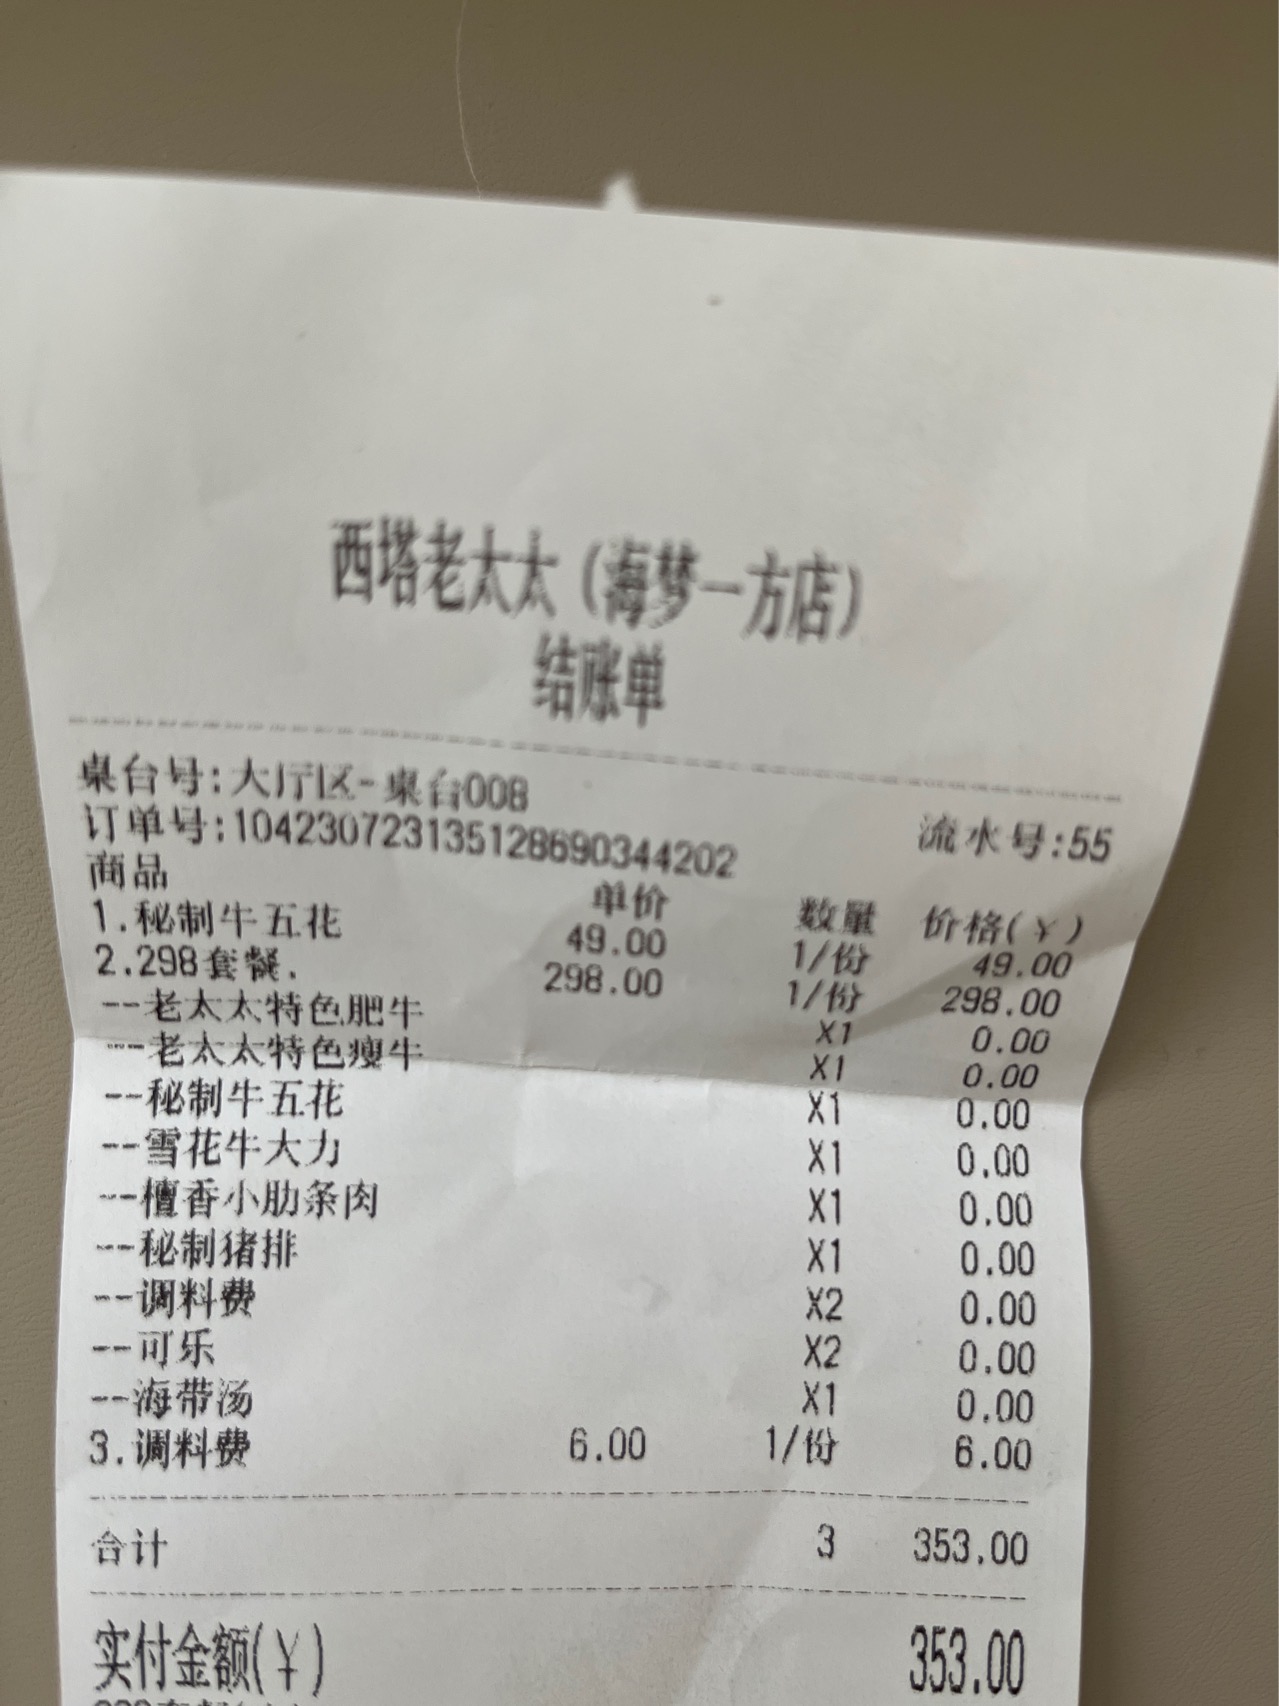 西塔老太太(海梦一方店)
结账单
桌台号:大厅区-桌台008
订单号:104230723135128690344202 流水号:55
商品 单价 数量 价格(¥)
1.秘制牛五花 49.00 1/份 49.00
2.298套餐. 298.00 1/份 298.00
--老太太特色肥牛 X1 0.00
--老太太特色瘦牛 X1 0.00
--秘制牛五花 X1 0.00
--雪花牛大力 X1 0.00
--檀香小肋条肉 X1 0.00
--秘制猪排 X1 0.00
--调料费 X2 0.00
--可乐 X2 0.00
--海带汤 X1 0.00
3.调料费 6.00 1/份 6.00
合计 3 353.00
实付金额(¥) 353.00